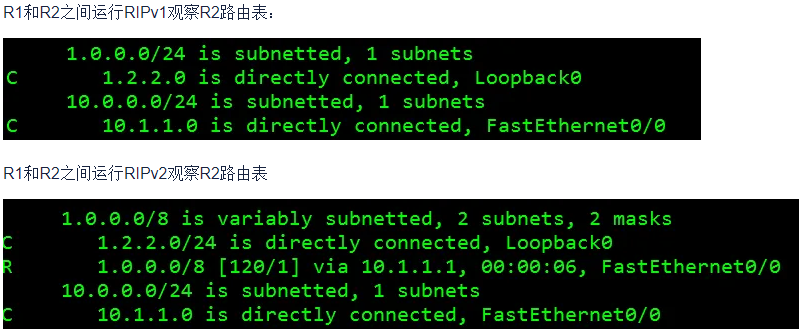 R1和R2之间运行RIPv1观察R2路由表：
1.0.0.0/24 is subnetted, 1 subnets
C 1.2.2.0 is directly connected, Loopback0
10.0.0.0/24 is subnetted, 1 subnets
C 10.1.1.0 is directly connected, FastEthernet0/0
R1和R2之间运行RIPv2观察R2路由表
1.0.0.0/8 is variably subnetted, 2 subnets, 2 masks
C 1.2.2.0/24 is directly connected, Loopback0
R 1.0.0.0/8 [120/1] via 10.1.1.1, 00:00:06, FastEthernet0/0
10.0.0.0/24 is subnetted, 1 subnets
C 10.1.1.0 is directly connected, FastEthernet0/0